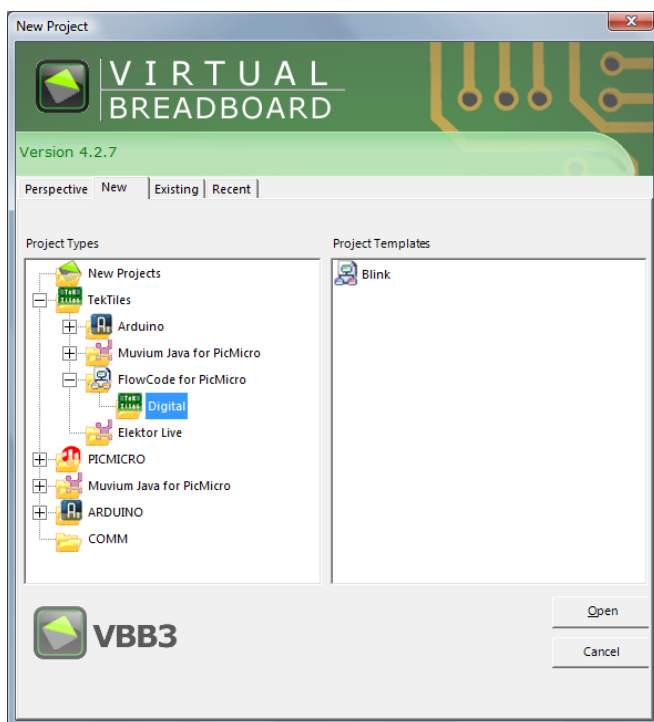 New Project
VIRTUAL
BREADBOARD
Version 4.2.7
Perspective New Existing Recent
Project Types Project Templates
New Projects
Blink
TekTiles
Arduino
Muvium Java for PicMicro
FlowCode for PicMicro
Digital
Elektor Live
PICMICRO
Muvium Java for PicMicro
ARDUINO
COMM
VBB3
Open
Cancel